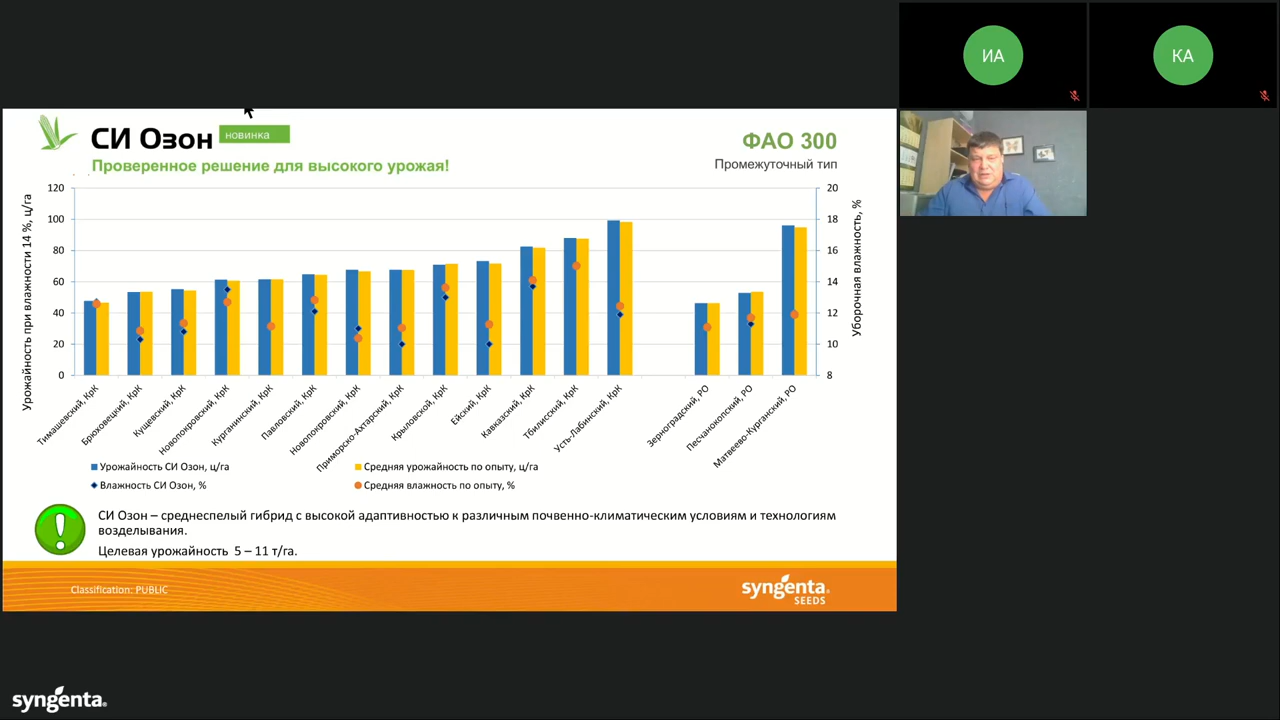 СИ Озон
новинка
Проверенное решение для высокого урожая!
ФАО 300
Промежуточный тип
Урожайность при влажности 14 %, ц/га
120
100
80
60
40
20
0
20
18
16
14
12
10
8
Уборочная влажность, %
Тимашевский, КрК
Брюховецкий, КрК
Кущевский, КрК
Новопокровский, КрК
Курганинский, КрК
Павловский, КрК
Новопокровский, КрК
Приморско-Ахтарский, КрК
Крыловской, КрК
Ейский, КрК
Кавказский, КрК
Тбилисский, КрК
Усть-Лабинский, КрК
Зерноградский, РО
Песчанокопский, РО
Матвеево-Курганский, РО
Урожайность СИ Озон, ц/га
Средняя урожайность по опыту, ц/га
Влажность СИ Озон, %
Средняя влажность по опыту, %
СИ Озон – среднеспелый гибрид с высокой адаптивностью к различным почвенно-климатическим условиям и технологиям
возделывания.
Целевая урожайность 5 – 11 т/га.
Classification: PUBLIC
syngenta
SEEDS
ИА
КА
syngenta